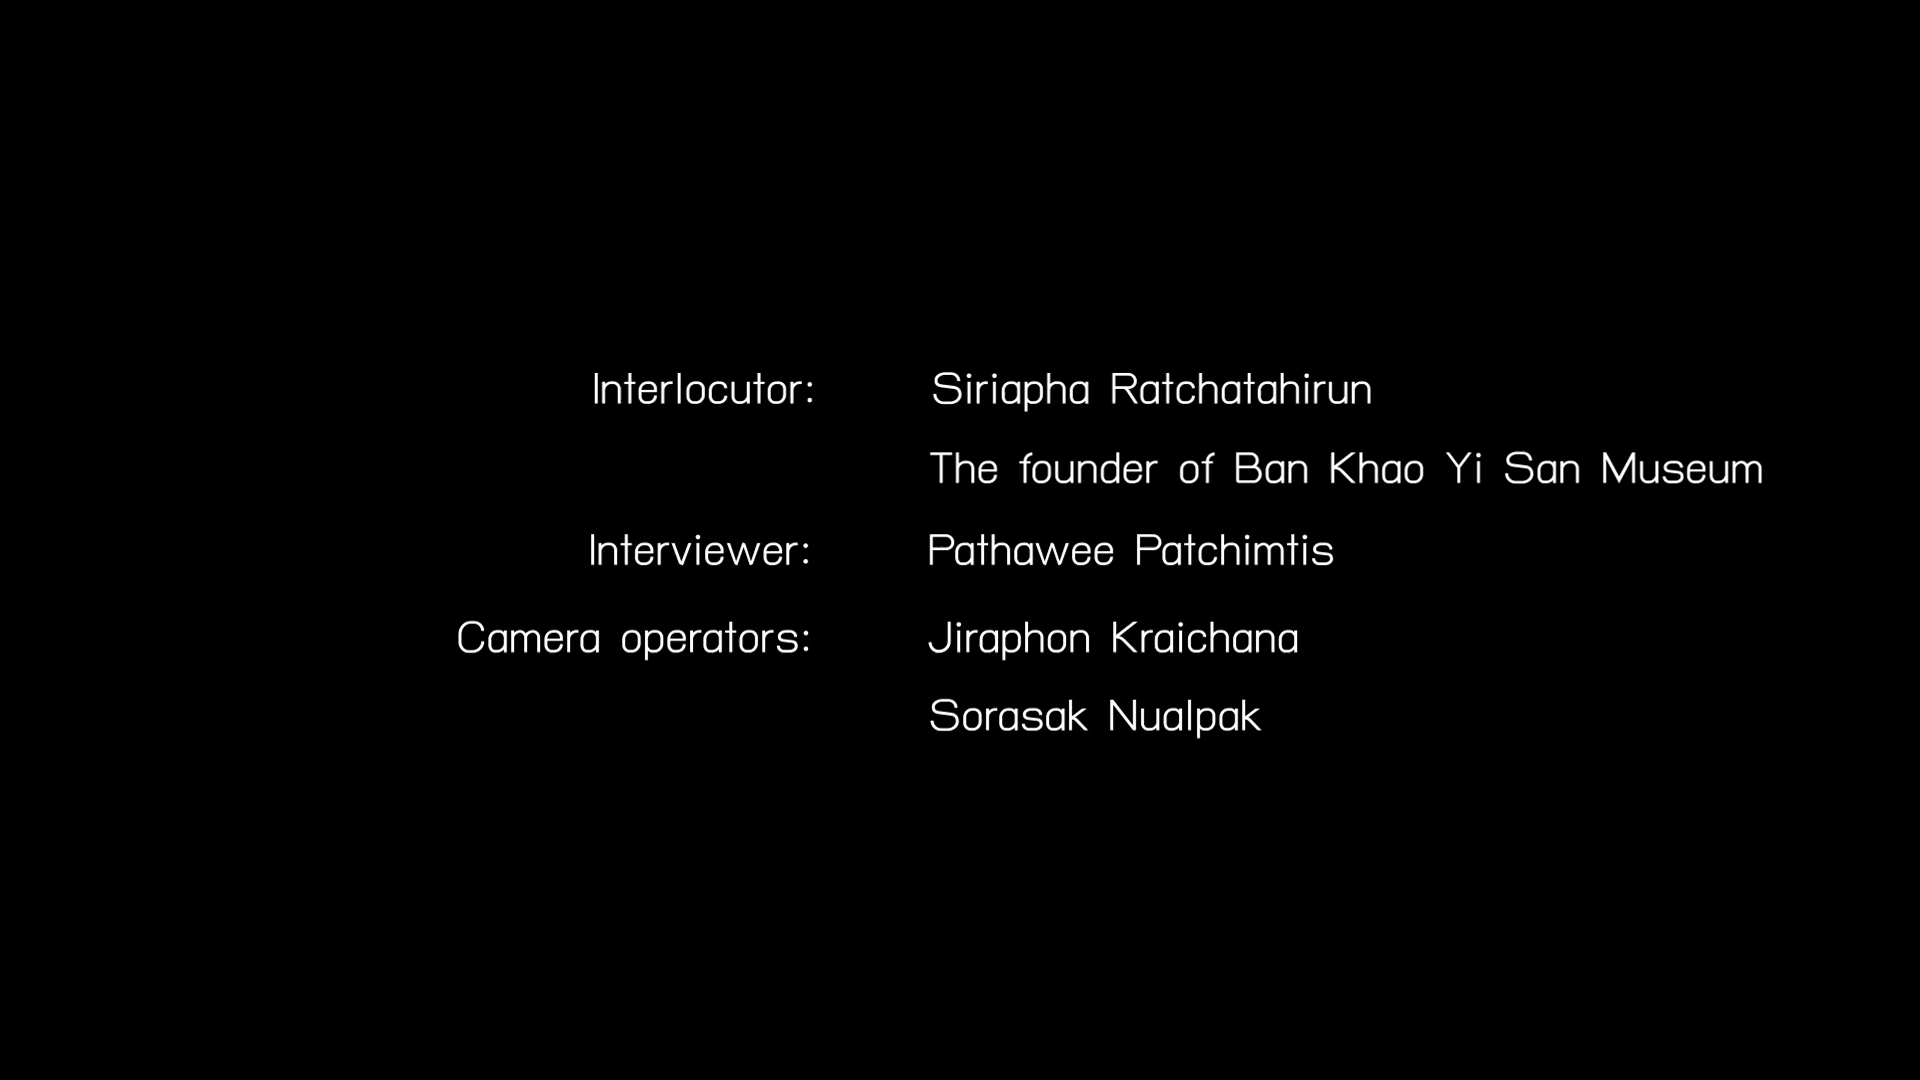 Interlocutor: Siriapha Ratchatahirun
The founder of Ban Khao Yi San Museum
Interviewer: Pathawee Patchimtis
Camera operators: Jiraphon Kraichana
Sorasak Nualpak